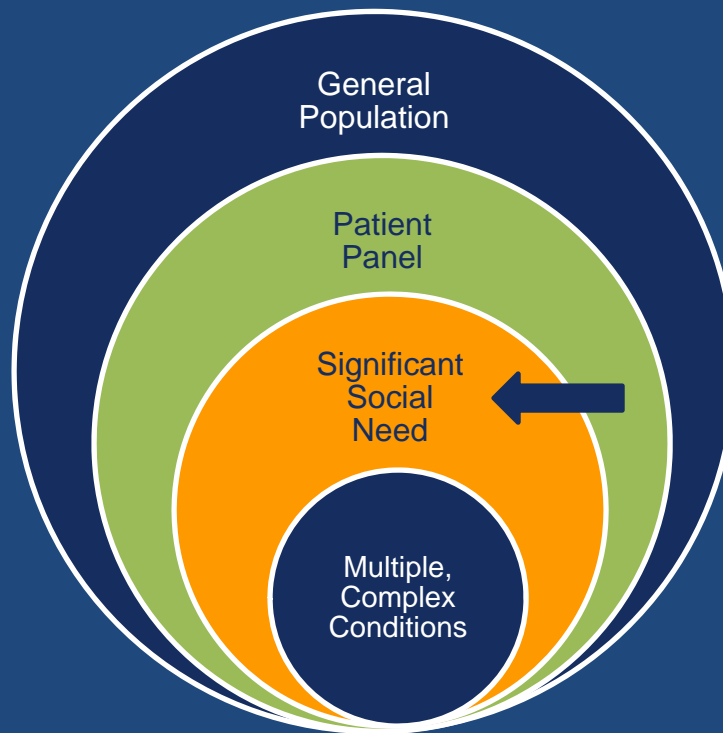 General
Population
Patient
Panel
Significant
Social
Need
Multiple,
Complex
Conditions